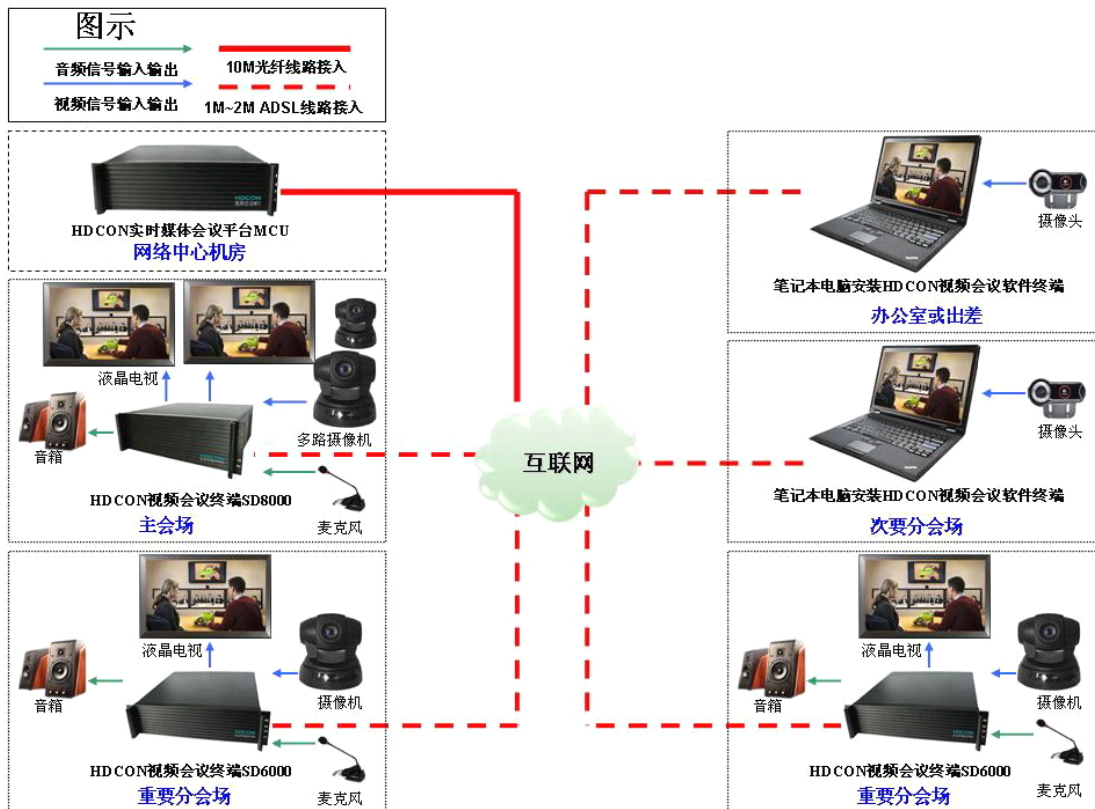 图示
音频信号输入输出
10M光纤线路接入
视频信号输入输出
1M~2M ADSL线路接入
HDCON
HDCON实时媒体会议平台MCU
网络中心机房
液晶电视
音箱
多路摄像机
HDCON视频会议终端SD8000
麦克风
主会场
液晶电视
音箱
摄像机
HDCON
HDCON视频会议终端SD6000
麦克风
重要分会场
互联网
摄像头
笔记本电脑安装HDCON视频会议软件终端
办公室或出差
摄像头
笔记本电脑安装HDCON视频会议软件终端
次要分会场
液晶电视
音箱
摄像机
HDCON
HDCON视频会议终端SD6000
麦克风
重要分会场